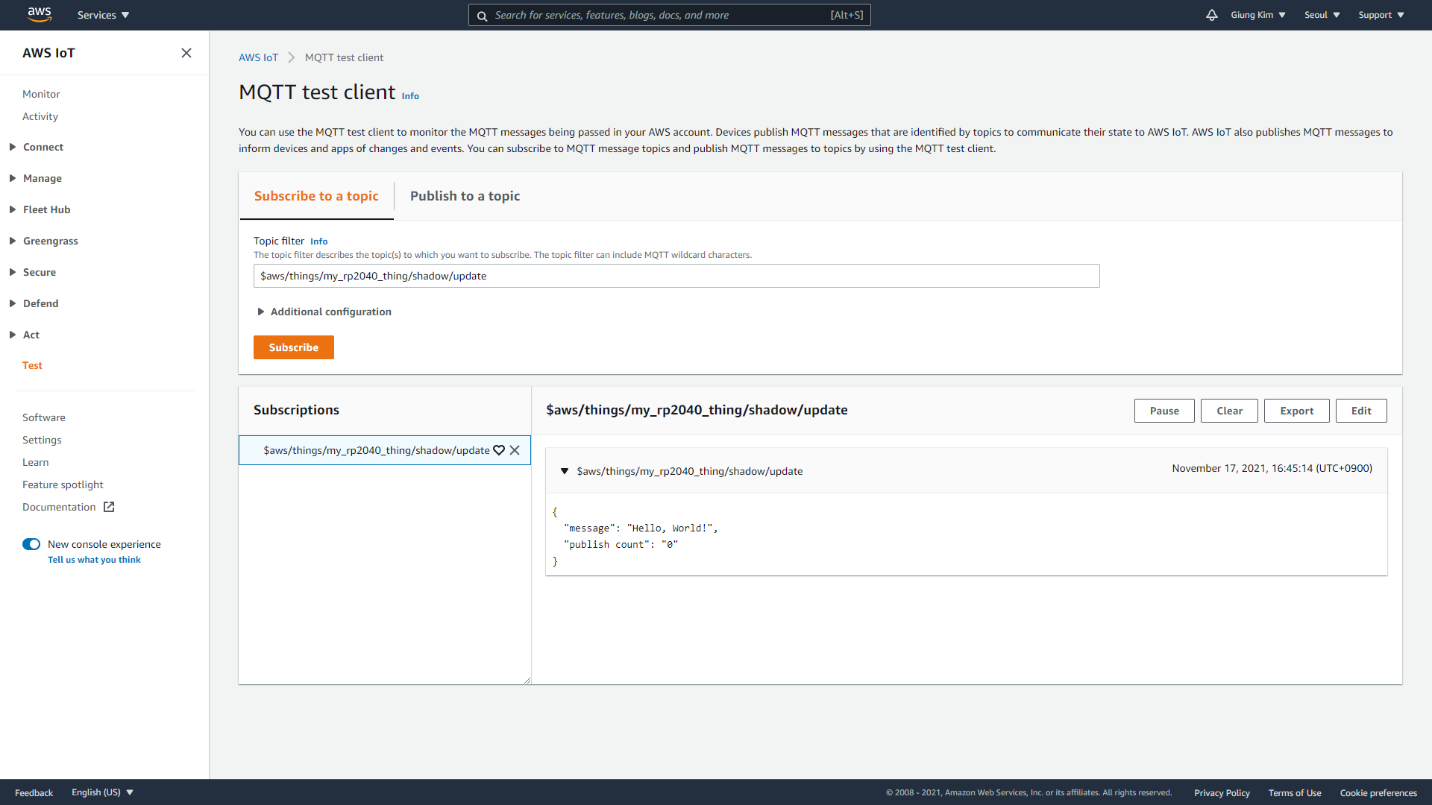 aws
Services
Search for services, features, blogs, docs, and more
[Alt+S]
Giung Kim
Seoul
Support
AWS IoT
Monitor
Activity
Connect
Manage
Fleet Hub
Greengrass
Secure
Defend
Act
Test
Software
Settings
Learn
Feature spotlight
Documentation
New console experience
Tell us what you think
AWS IoT
MQTT test client
MQTT test client Info
You can use the MQTT test client to monitor the MQTT messages being passed in your AWS account. Devices publish MQTT messages that are identified by topics to communicate their state to AWS IoT. AWS IoT also publishes MQTT messages to
inform devices and apps of changes and events. You can subscribe to MQTT message topics and publish MQTT messages to topics by using the MQTT test client.
Subscribe to a topic
Publish to a topic
Topic filter Info
The topic filter describes the topic(s) to which you want to subscribe. The topic filter can include MQTT wildcard characters.
$aws/things/my_rp2040_thing/shadow/update
Additional configuration
Subscribe
Subscriptions
$aws/things/my_rp2040_thing/shadow/update
$aws/things/my_rp2040_thing/shadow/update
Pause
Clear
Export
Edit
$aws/things/my_rp2040_thing/shadow/update
November 17, 2021, 16:45:14 (UTC+0900)
{
"message": "Hello, World!",
"publish count": "0"
}
Feedback
English (US)
© 2008 - 2021, Amazon Web Services, Inc. or its affiliates. All rights reserved.
Privacy Policy
Terms of Use
Cookie preferences